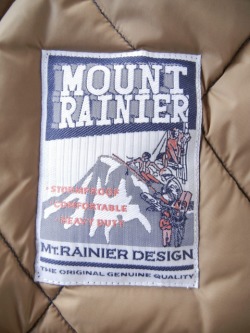 MOUNT
RAINIER
• STORMPROOF
COMFORTABLE
HEAVY DUTY
MT.RAINIER DESIGN
THE ORIGINAL GENUINE QUALITY